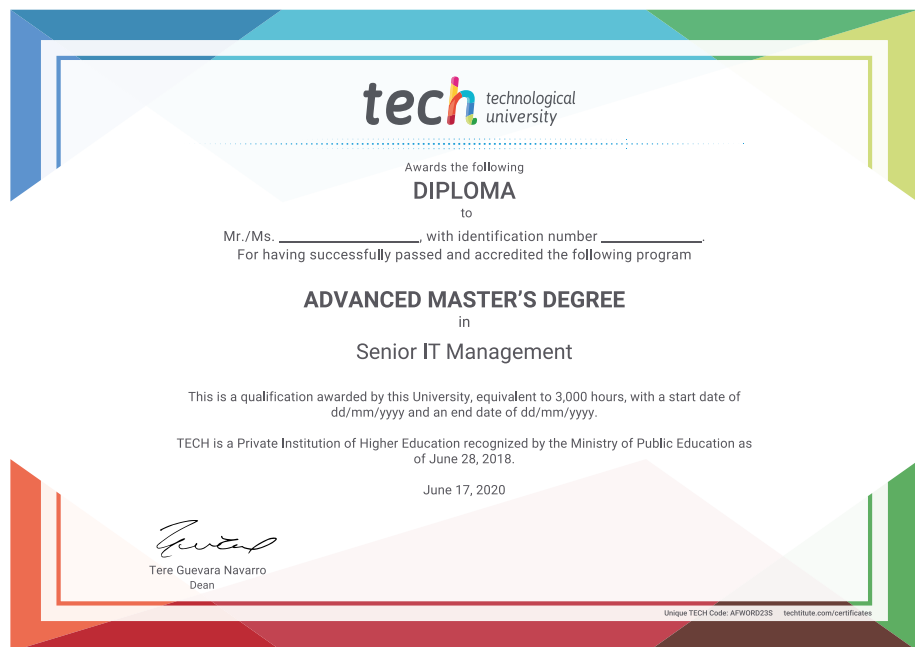 tech technological
university
Awards the following
DIPLOMA
to
Mr./Ms. ____________________, with identification number ______________.
For having successfully passed and accredited the following program
ADVANCED MASTER’S DEGREE
in
Senior IT Management
This is a qualification awarded by this University, equivalent to 3,000 hours, with a start date of
dd/mm/yyyy and an end date of dd/mm/yyyy.
TECH is a Private Institution of Higher Education recognized by the Ministry of Public Education as
of June 28, 2018.
June 17, 2020
Tere Guevara Navarro
Dean
Unique TECH Code: AFWORD23S techtitute.com/certificates